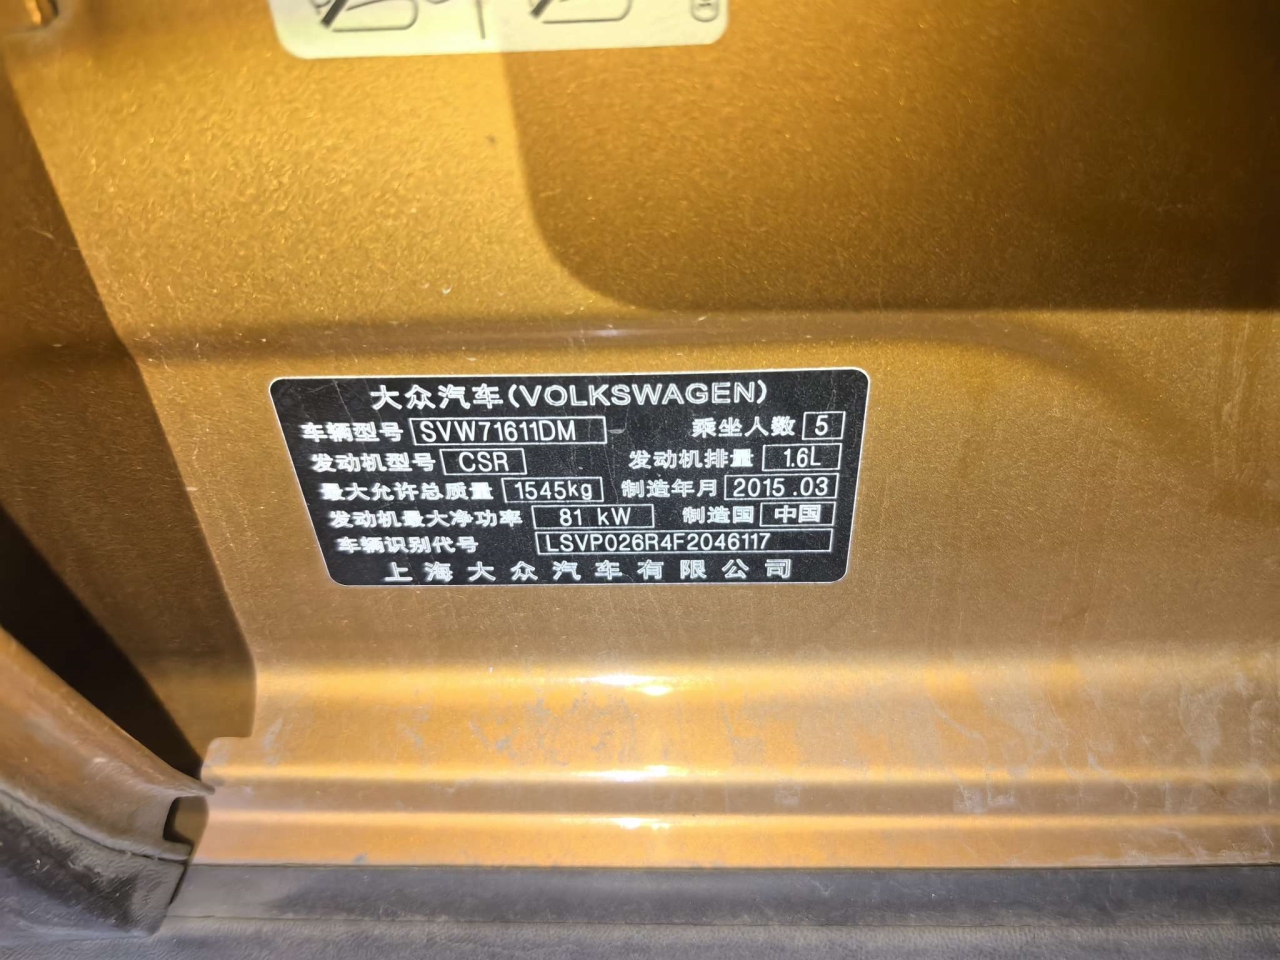 大众汽车(VOLKSWAGEN)
车辆型号 SVW71611DM 乘坐人数 5
发动机型号 CSR 发动机排量 1.6L
最大允许总质量 1545kg 制造年月 2015.03
发动机最大净功率 81 kW 制造国 中国
车辆识别代号 LSVP026R4F2046117
上海大众汽车有限公司